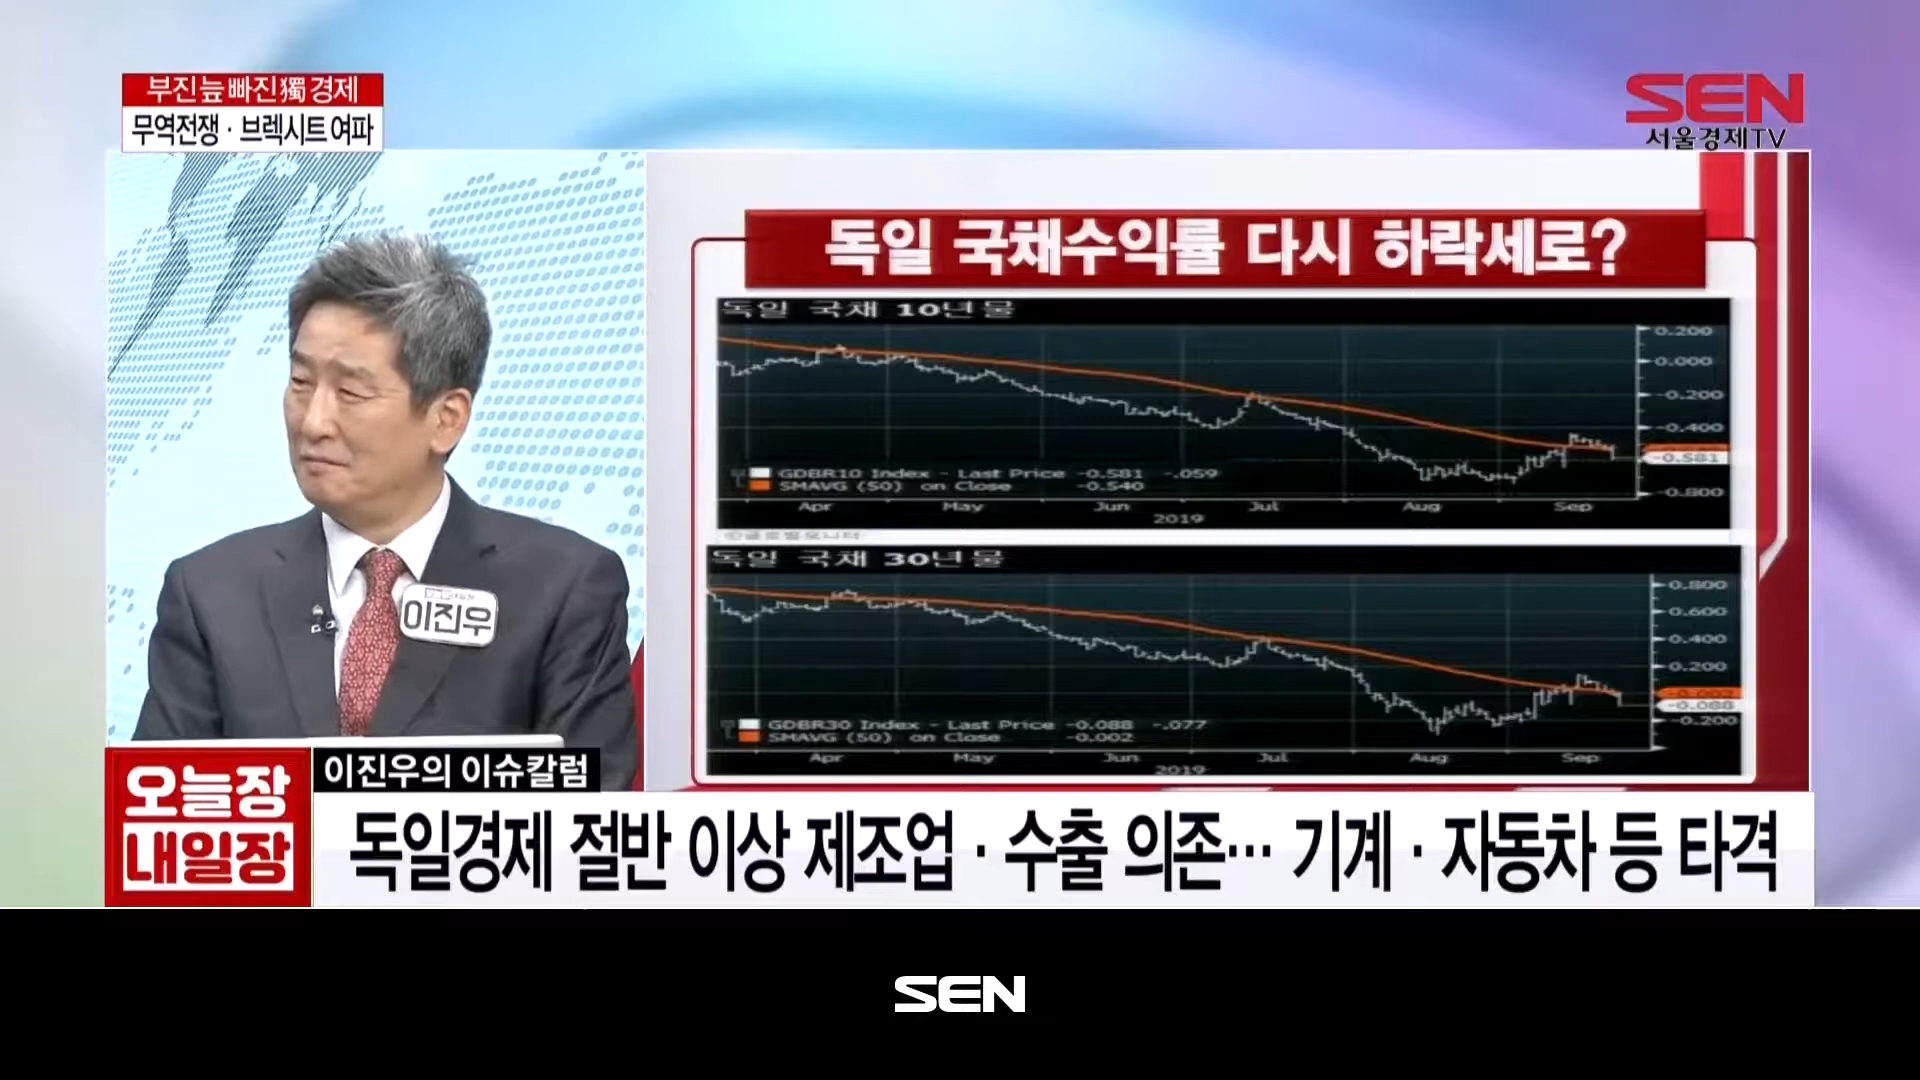 부진늪 빠진 獨 경제
무역전쟁 · 브렉시트 여파
SEN
서울경제TV
독일 국채수익률 다시 하락세로?
독일 국채 10년물
0.200
0.000
-0.200
-0.400
-0.581
-0.800
GDBR10 Index - Last Price -0.581 -.059
SMAVG (50) on Close -0.540
Apr May Jun Jul Aug Sep
2019
독일 국채 30년물
0.800
0.600
0.400
0.200
-0.002
-0.088
-0.200
GDBR30 Index - Last Price -0.088 -.077
SMAVG (50) on Close -0.002
Apr May Jun Jul Aug Sep
2019
이진우
오늘장
내일장
이진우의 이슈칼럼
독일경제 절반 이상 제조업 · 수출 의존… 기계 · 자동차 등 타격
SEN